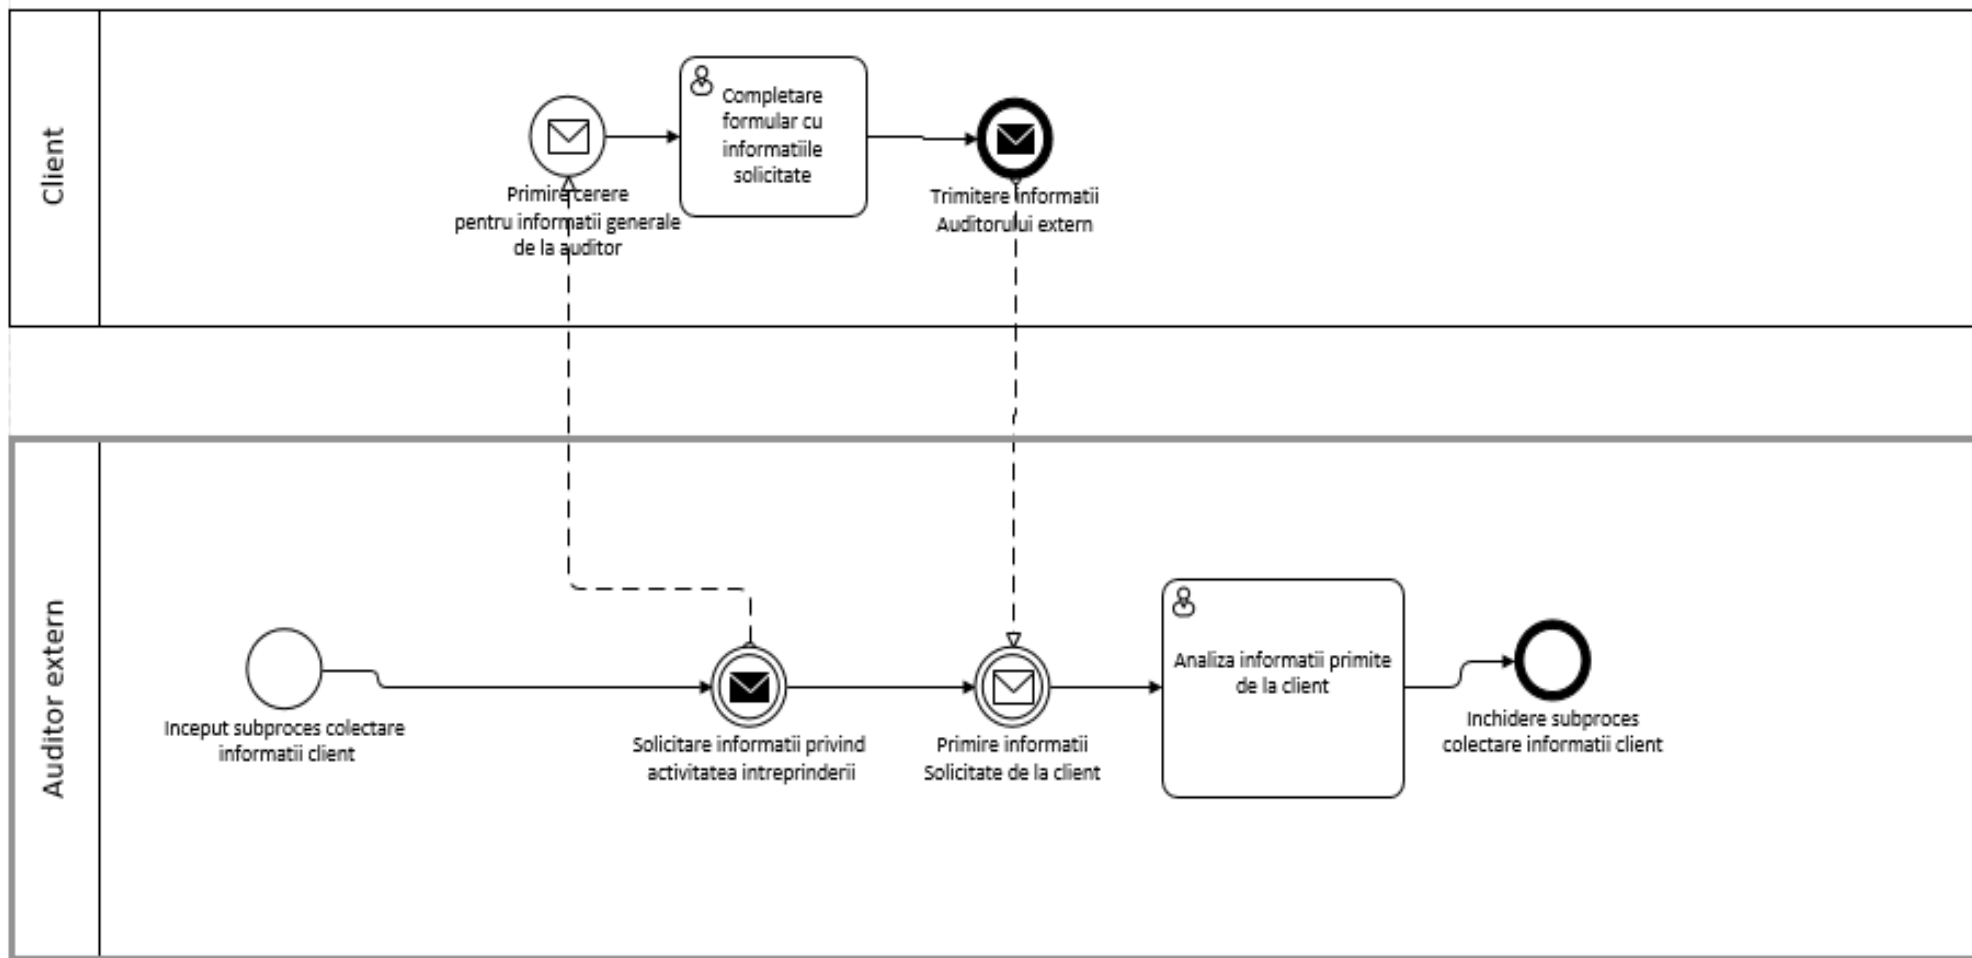 Client
Primire cerere
pentru informatii generale
de la auditor
Completare
formular cu
informatiile
solicitate
Trimitere informatii
Auditorului extern
Auditor extern
Inceput subproces colectare
informatii client
Solicitare informatii privind
activitatea intreprinderii
Primire informatii
Solicitate de la client
Analiza informatii primite
de la client
Inchidere subproces
colectare informatii client